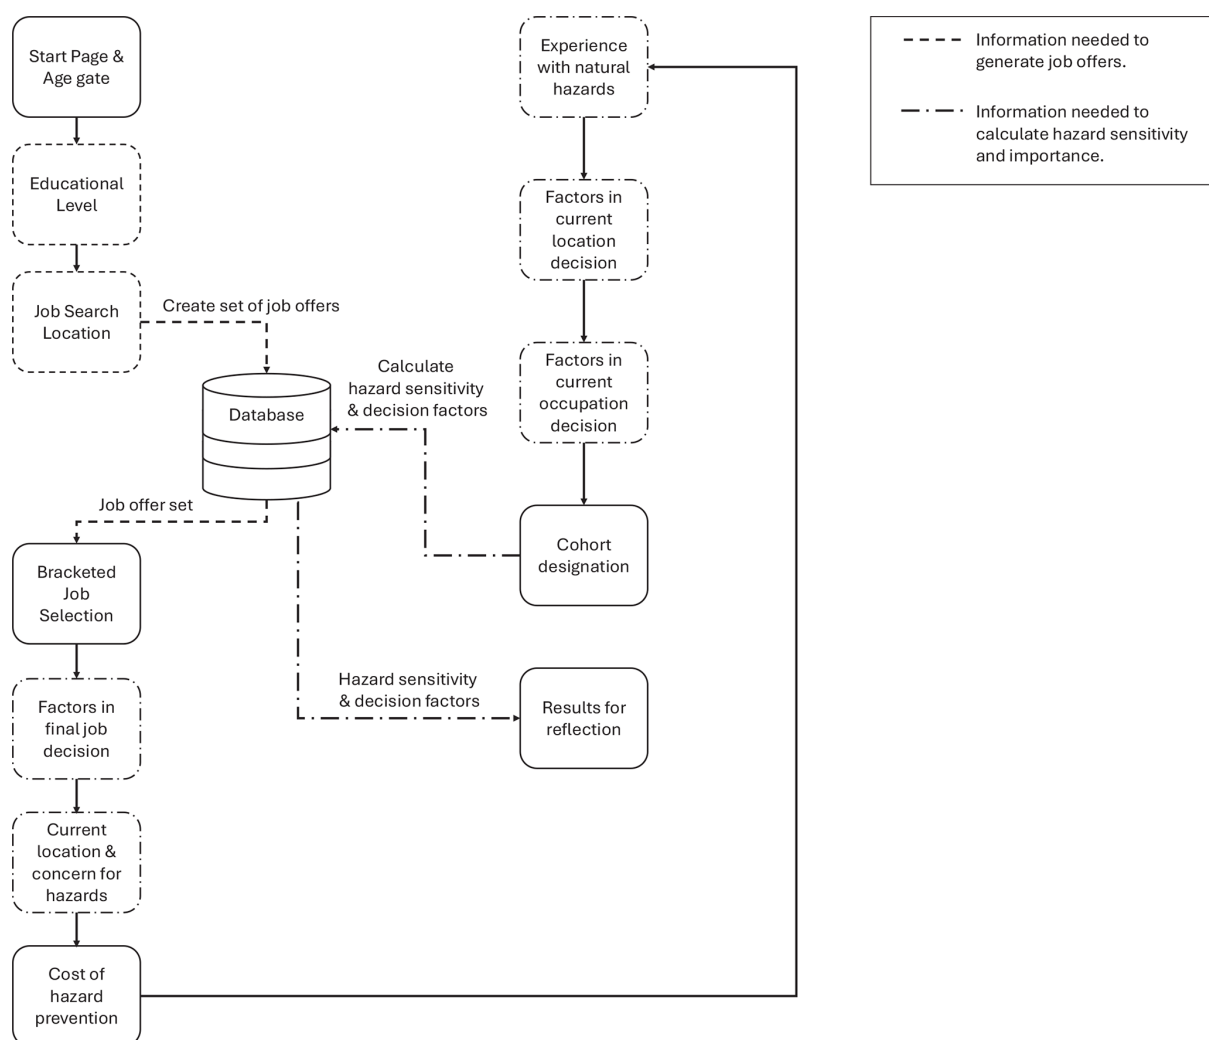 Start Page &
Age gate
Educational
Level
Job Search
Location
Create set of job offers
Database
Job offer set
Bracketed
Job
Selection
Factors in
final job
decision
Current
location &
concern for
hazards
Cost of
hazard
prevention
Experience
with natural
hazards
Factors in
current
location
decision
Factors in
current
occupation
decision
Cohort
designation
Calculate
hazard sensitivity
& decision factors
Hazard sensitivity
& decision factors
Results for
reflection
Information needed to
generate job offers.
Information needed to
calculate hazard sensitivity
and importance.